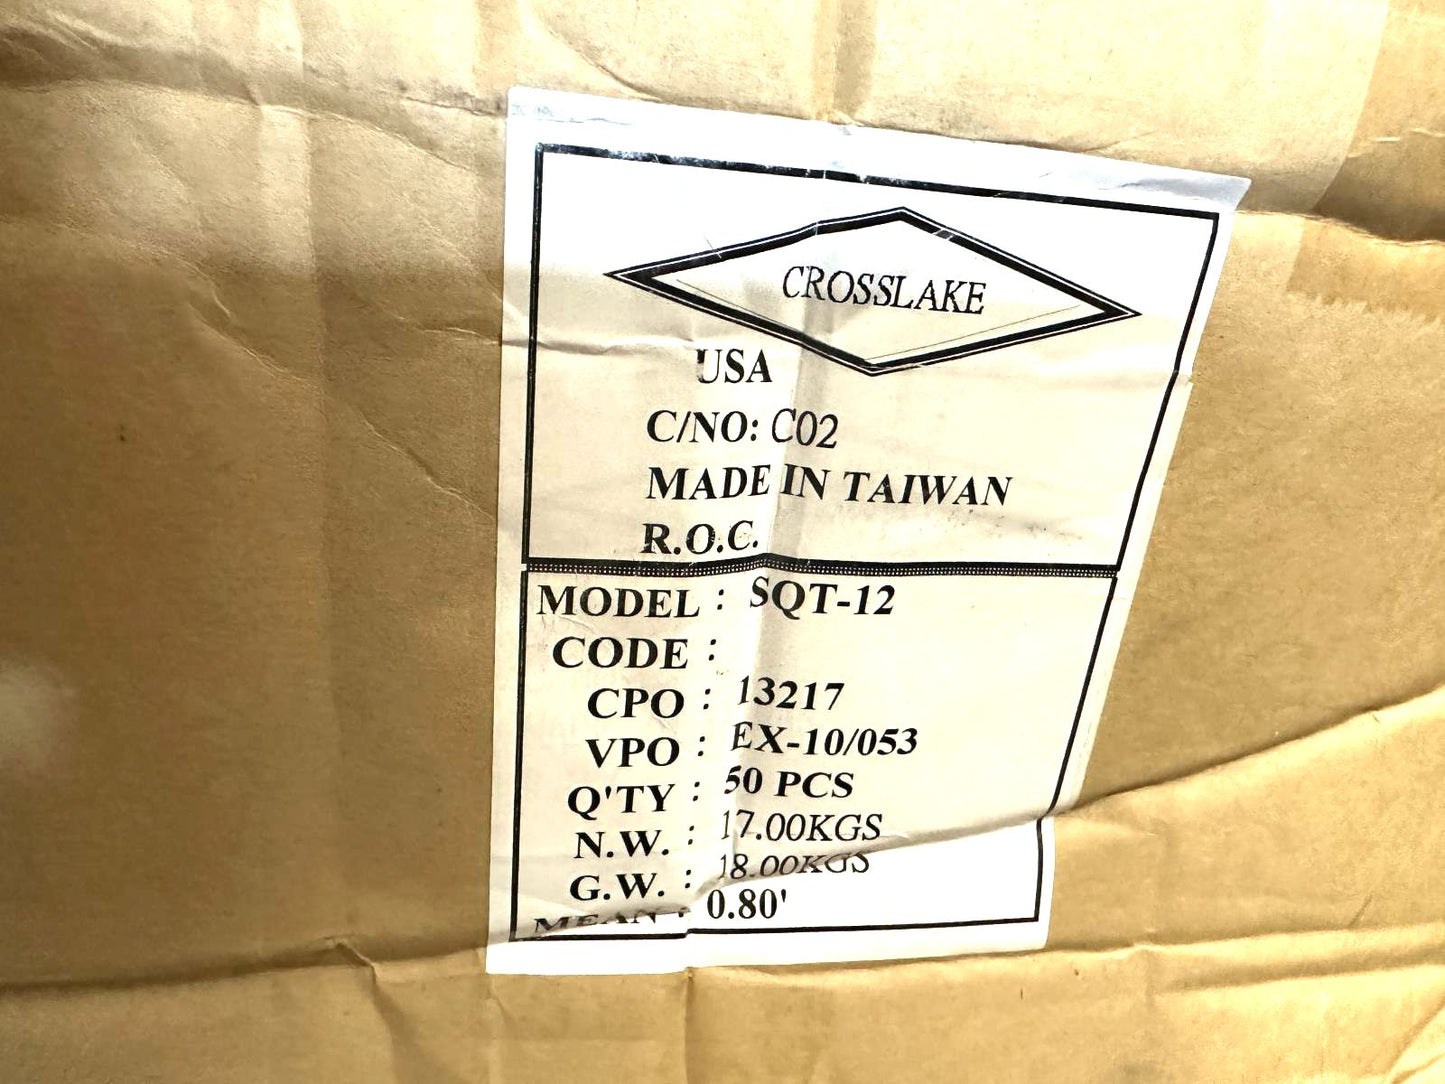 CROSSLAKE
USA
C/NO: C02
MADE IN TAIWAN
R.O.C.
MODEL : SQT-12
CODE :
CPO : 13217
VPO : EX-10/053
Q'TY : 50 PCS
N.W. : 17.00KGS
G.W. : 18.00KGS
MEAN : 0.80'